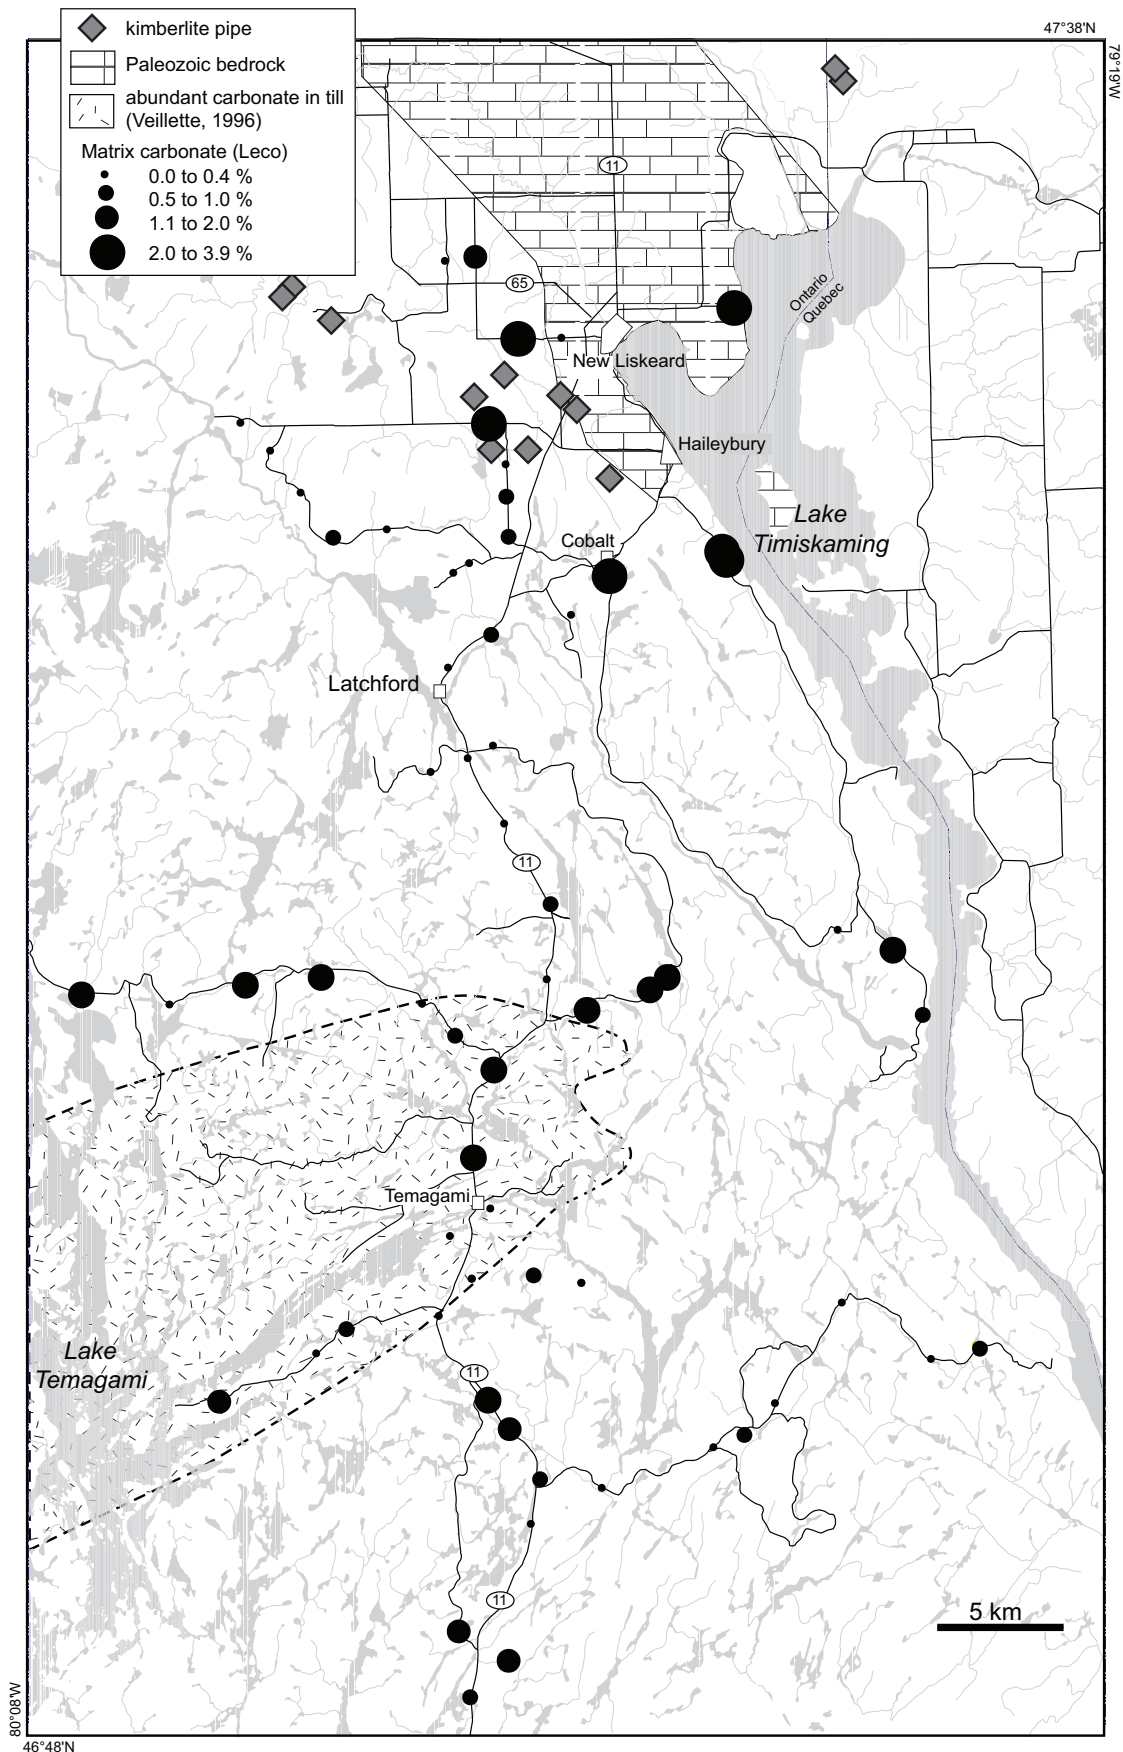 47°38'N
79°19'W
kimberlite pipe
Paleozoic bedrock
abundant carbonate in till
(Veillette, 1996)
Matrix carbonate (Leco)
0.0 to 0.4 %
0.5 to 1.0 %
1.1 to 2.0 %
2.0 to 3.9 %
11
65
Ontario
Quebec
New Liskeard
Haileybury
Lake
Timiskaming
Cobalt
Latchford
11
Temagami
Lake
Temagami
11
11
5 km
80°08'W
46°48'N